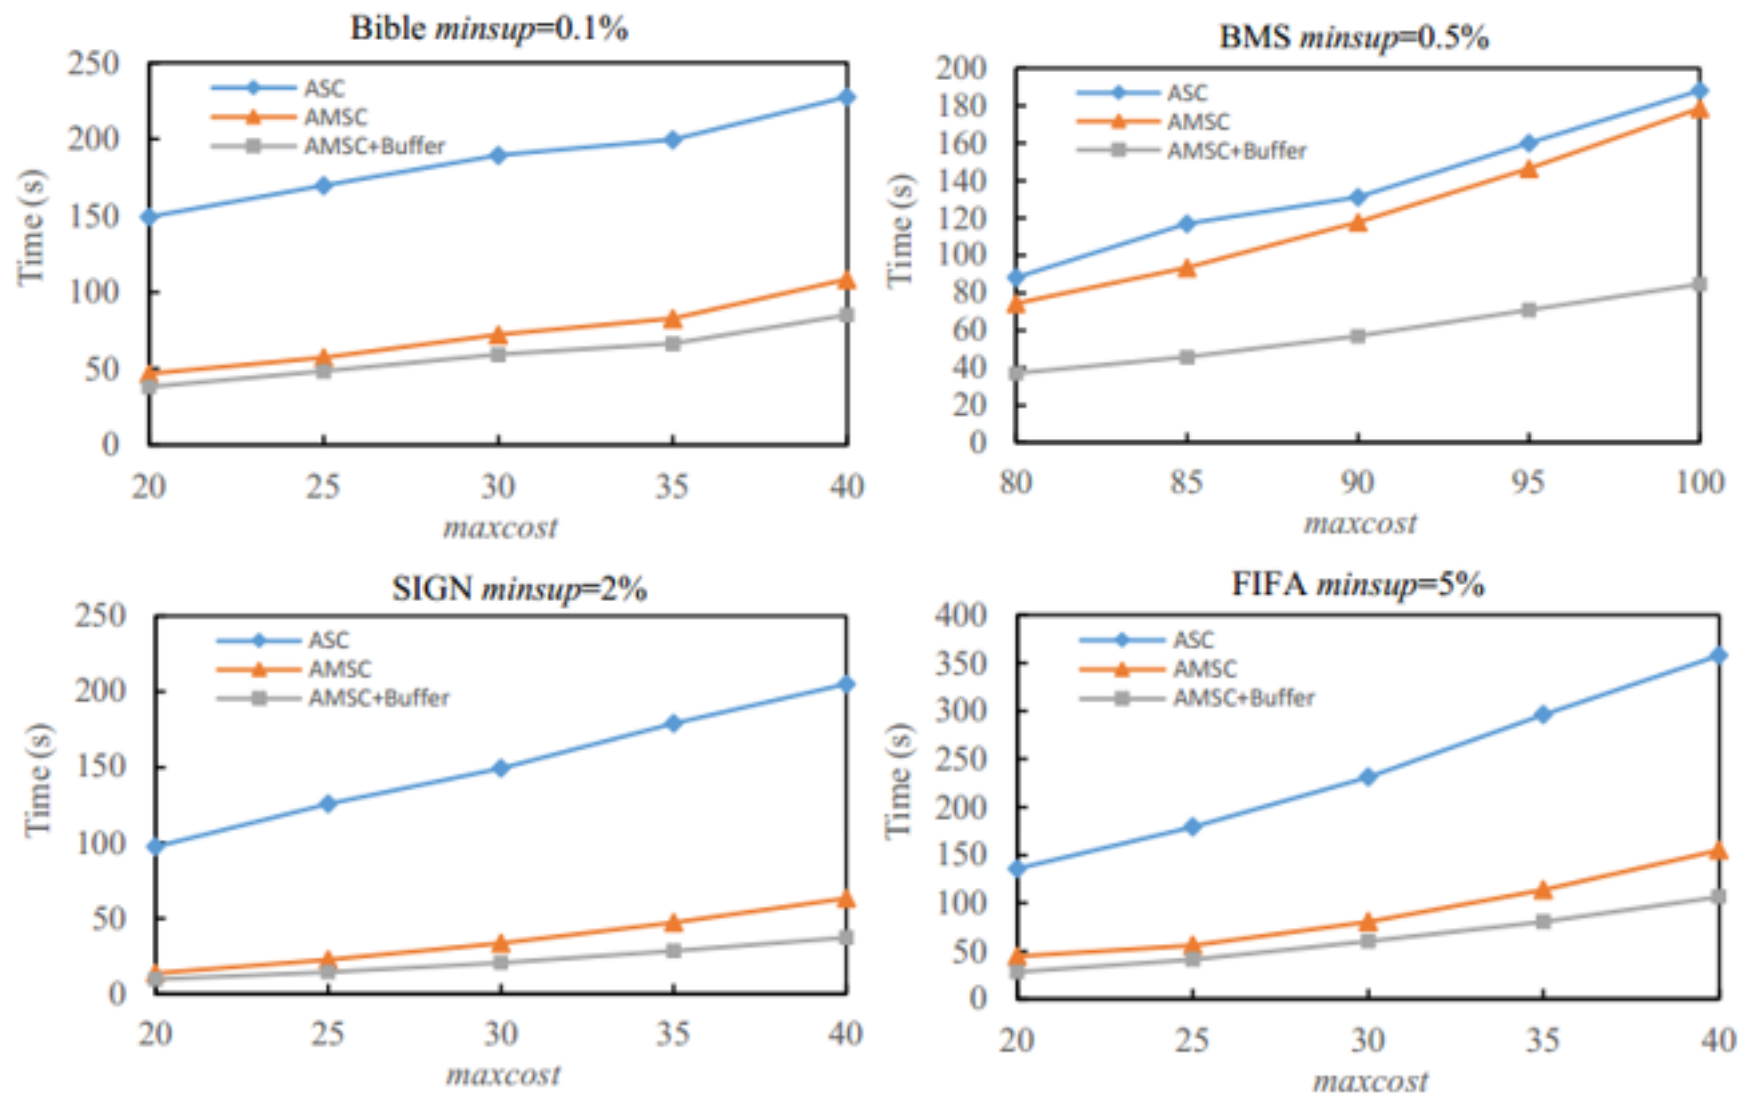 Bible minsup=0.1%
250
200
150
100
50
0
Time (s)
ASC
AMSC
AMSC+Buffer
20 25 30 35 40
maxcost
BMS minsup=0.5%
200
180
160
140
120
100
80
60
40
20
0
Time (s)
ASC
AMSC
AMSC+Buffer
80 85 90 95 100
maxcost
SIGN minsup=2%
250
200
150
100
50
0
Time (s)
ASC
AMSC
AMSC+Buffer
20 25 30 35 40
maxcost
FIFA minsup=5%
400
350
300
250
200
150
100
50
0
Time (s)
ASC
AMSC
AMSC+Buffer
20 25 30 35 40
maxcost